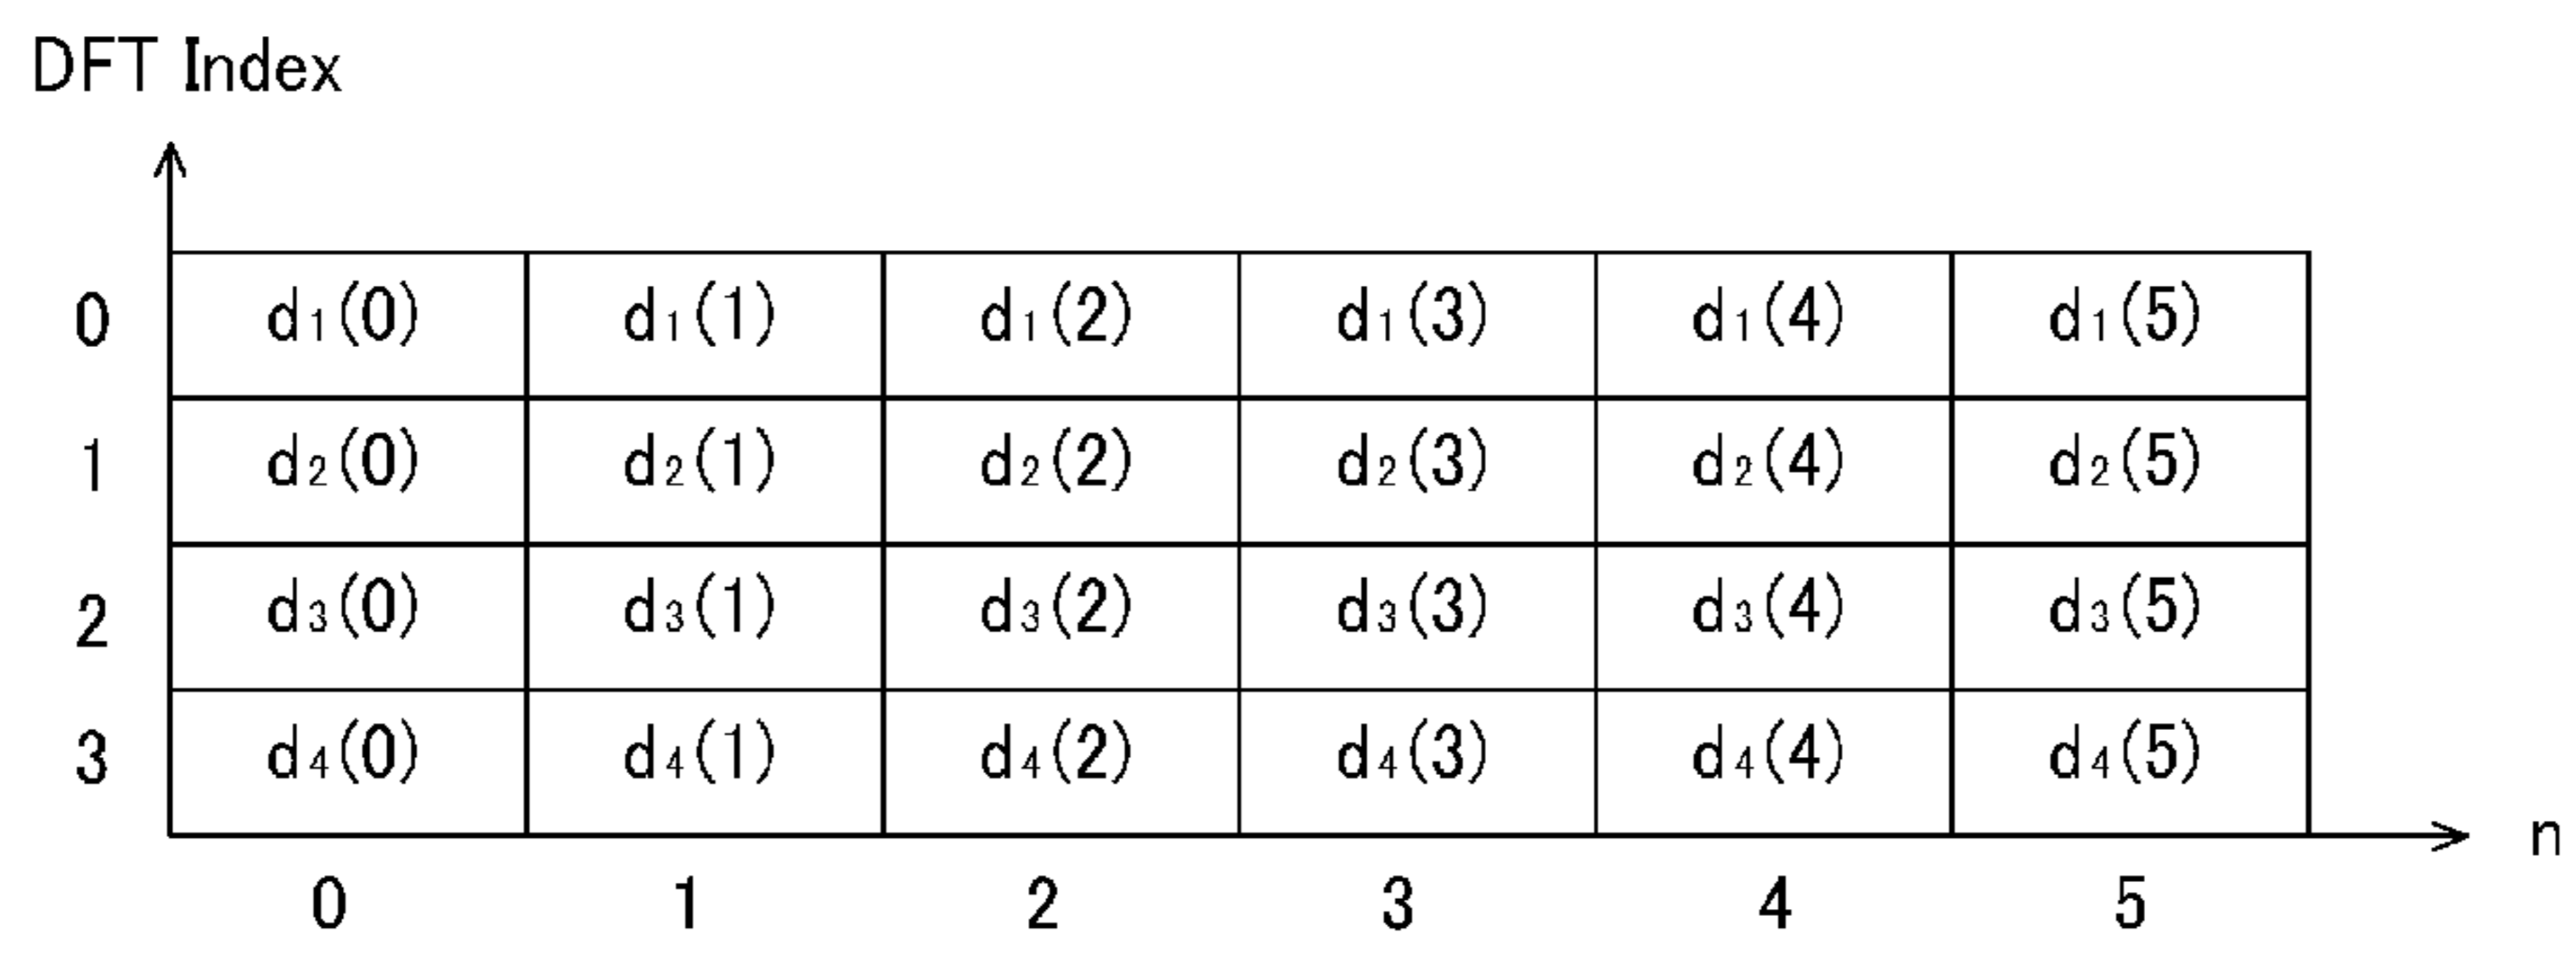 DFT Index
0 d₁(0) d₁(1) d₁(2) d₁(3) d₁(4) d₁(5)
1 d₂(0) d₂(1) d₂(2) d₂(3) d₂(4) d₂(5)
2 d₃(0) d₃(1) d₃(2) d₃(3) d₃(4) d₃(5)
3 d₄(0) d₄(1) d₄(2) d₄(3) d₄(4) d₄(5)
n
0 1 2 3 4 5